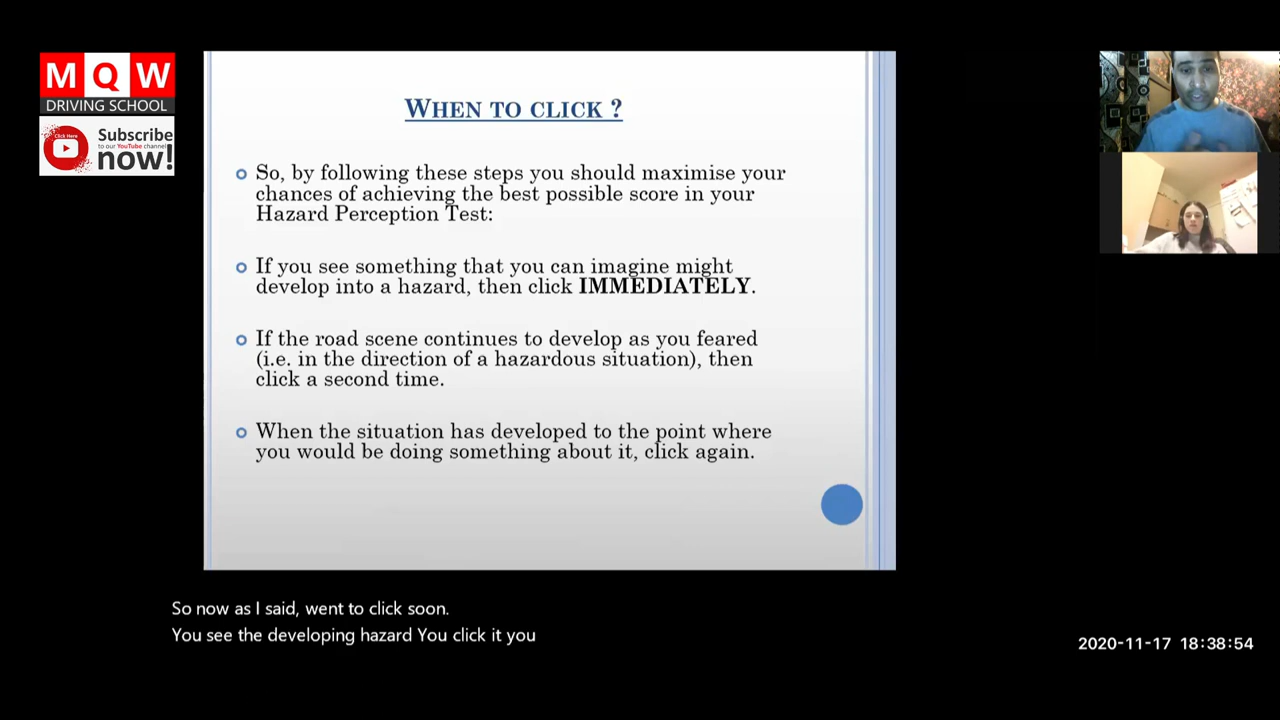 M Q W
DRIVING SCHOOL
Click Here
Subscribe
to our YouTube channel
now!
WHEN TO CLICK ?
So, by following these steps you should maximise your
chances of achieving the best possible score in your
Hazard Perception Test:
If you see something that you can imagine might
develop into a hazard, then click IMMEDIATELY.
If the road scene continues to develop as you feared
(i.e. in the direction of a hazardous situation), then
click a second time.
When the situation has developed to the point where
you would be doing something about it, click again.
So now as I said, went to click soon.
You see the developing hazard You click it you
2020-11-17 18:38:54